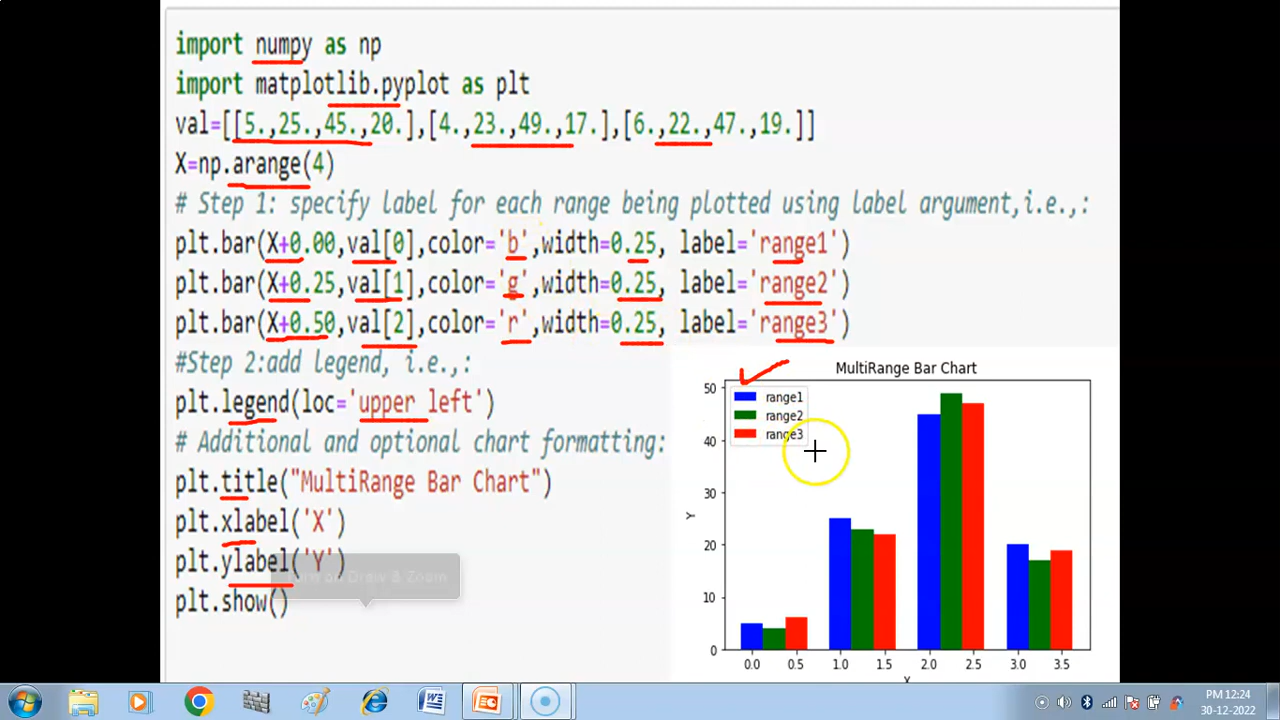 import numpy as np
import matplotlib.pyplot as plt
val=[[5.,25.,45.,20.],[4.,23.,49.,17.],[6.,22.,47.,19.]]
X=np.arange(4)
# Step 1: specify label for each range being plotted using label argument,i.e.,:
plt.bar(X+0.00,val[0],color='b',width=0.25, label='range1')
plt.bar(X+0.25,val[1],color='g',width=0.25, label='range2')
plt.bar(X+0.50,val[2],color='r',width=0.25, label='range3')
#Step 2:add legend, i.e.,:
plt.legend(loc='upper left')
# Additional and optional chart formatting:
plt.title("MultiRange Bar Chart")
plt.xlabel('X')
plt.ylabel('Y')
plt.show()
MultiRange Bar Chart
range1
range2
range3
50
40
30
20
10
0
Y
0.0 0.5 1.0 1.5 2.0 2.5 3.0 3.5
X
Draw & Zoom
PM 12:24
30-12-2022